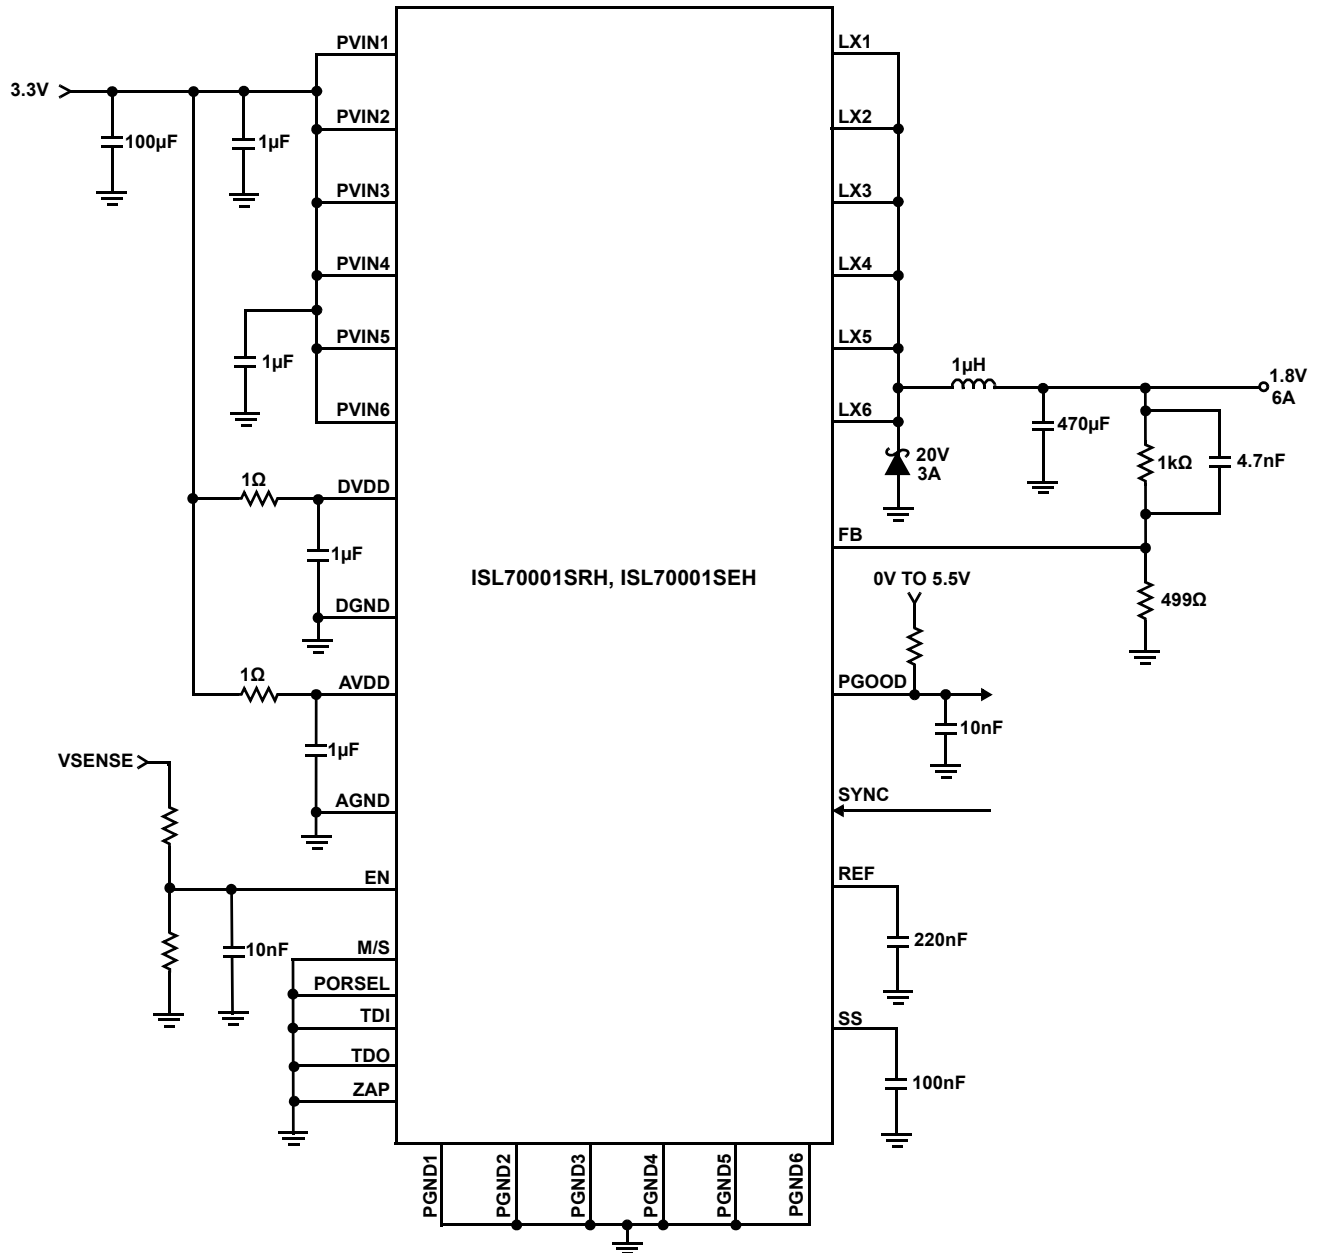 PVIN1
LX1
3.3V
PVIN2
LX2
100µF
1µF
PVIN3
LX3
PVIN4
LX4
PVIN5
LX5
1µF
1µH
1.8V
6A
PVIN6
LX6
470µF
20V
3A
1kΩ
4.7nF
1Ω
DVDD
FB
1µF
ISL70001SRH, ISL70001SEH
0V TO 5.5V
DGND
499Ω
1Ω
AVDD
PGOOD
10nF
1µF
VSENSE
AGND
SYNC
EN
REF
10nF
M/S
220nF
PORSEL
TDI
SS
TDO
ZAP
100nF
PGND1
PGND2
PGND3
PGND4
PGND5
PGND6